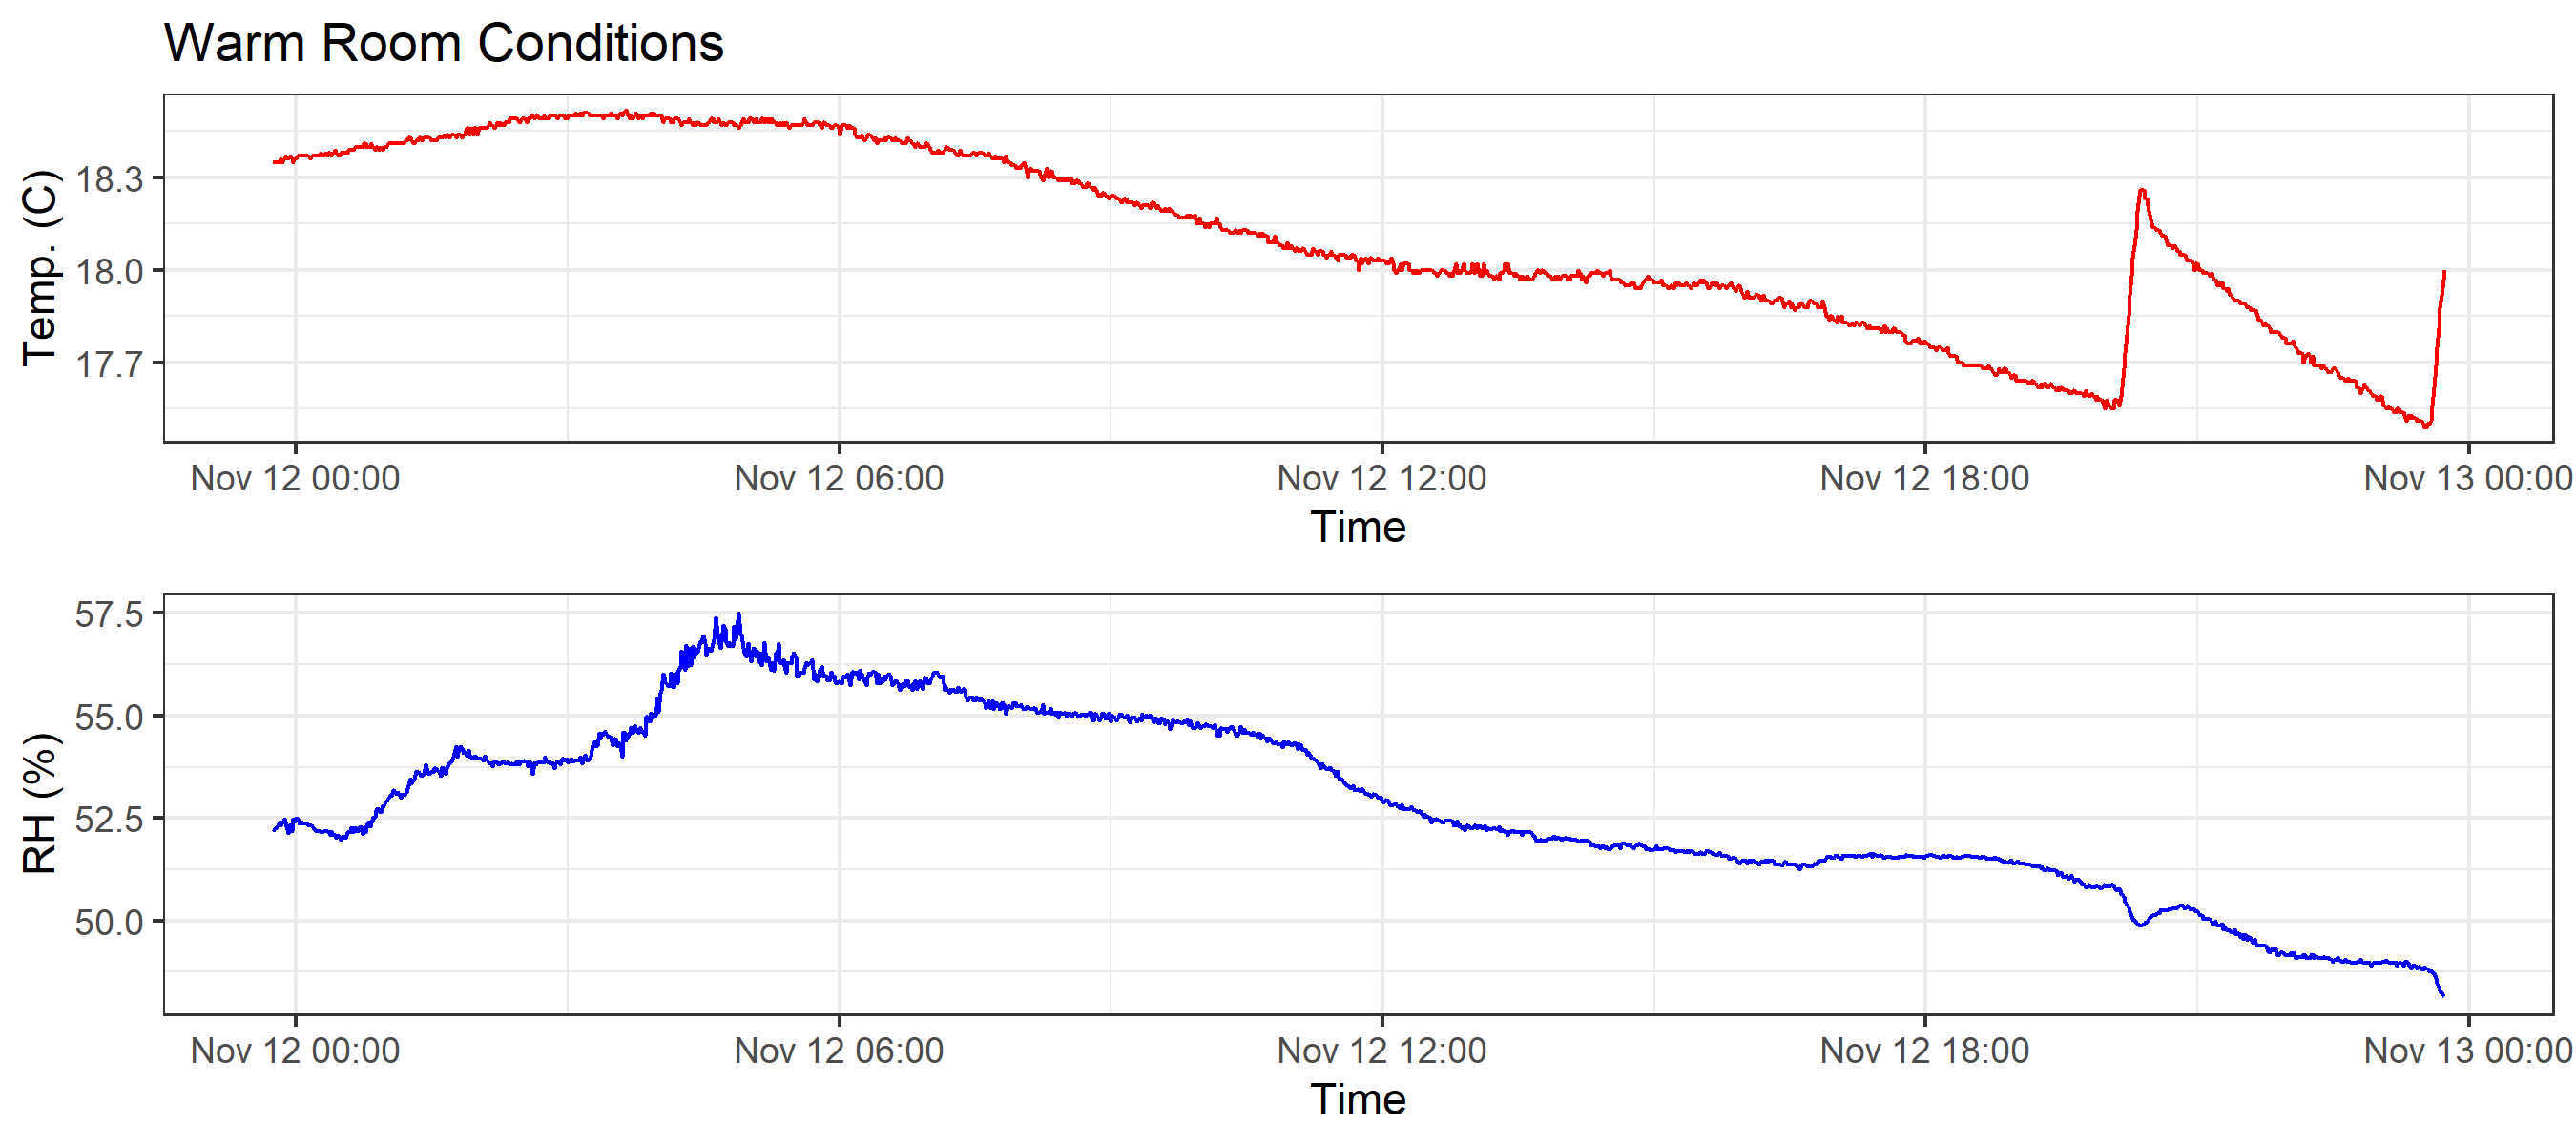 Warm Room Conditions
Temp. (C)
18.3
18.0
17.7
Nov 12 00:00 Nov 12 06:00 Nov 12 12:00 Nov 12 18:00 Nov 13 00:00
Time
RH (%)
57.5
55.0
52.5
50.0
Nov 12 00:00 Nov 12 06:00 Nov 12 12:00 Nov 12 18:00 Nov 13 00:00
Time